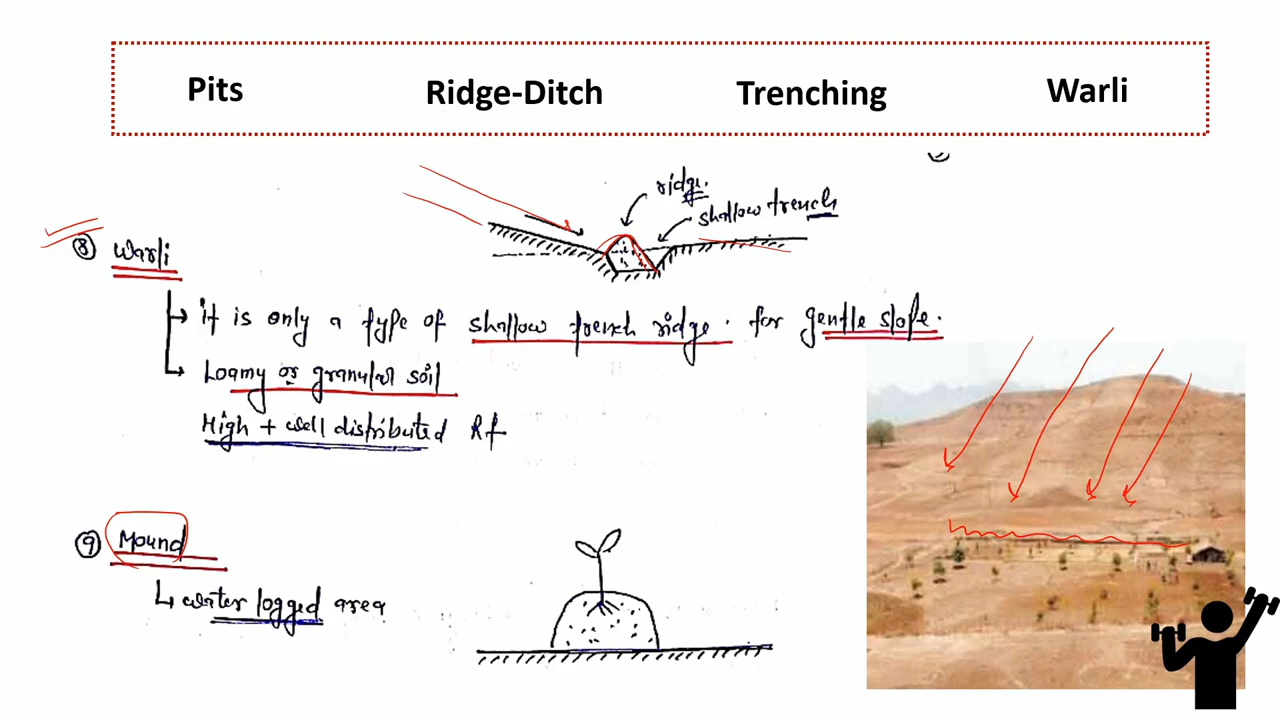 Pits Ridge-Ditch Trenching Warli
ridge.
shallow trench
⑧ Warli
it is only a type of shallow trench ridge. for gentle slope.
Loamy or granular soil
High + well distributed Rf
⑨ Mound
water logged area